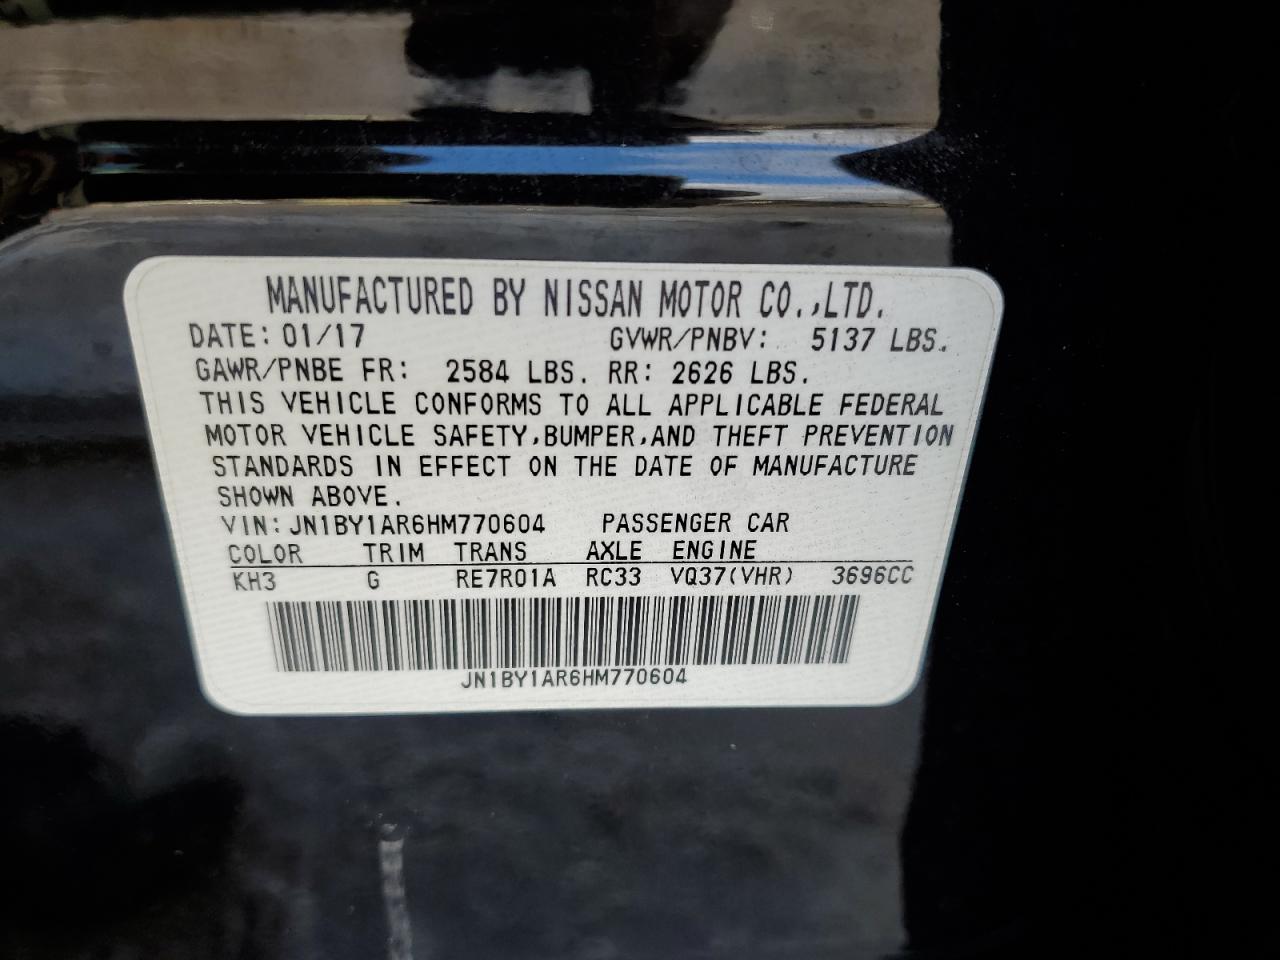 MANUFACTURED BY NISSAN MOTOR CO.,LTD.
DATE: 01/17 GVWR/PNBV: 5137 LBS.
GAWR/PNBE FR: 2584 LBS. RR: 2626 LBS.
THIS VEHICLE CONFORMS TO ALL APPLICABLE FEDERAL
MOTOR VEHICLE SAFETY,BUMPER,AND THEFT PREVENTION
STANDARDS IN EFFECT ON THE DATE OF MANUFACTURE
SHOWN ABOVE.
VIN: JN1BY1AR6HM770604 PASSENGER CAR
COLOR TRIM TRANS AXLE ENGINE
KH3 G RE7R01A RC33 VQ37(VHR) 3696CC
JN1BY1AR6HM770604